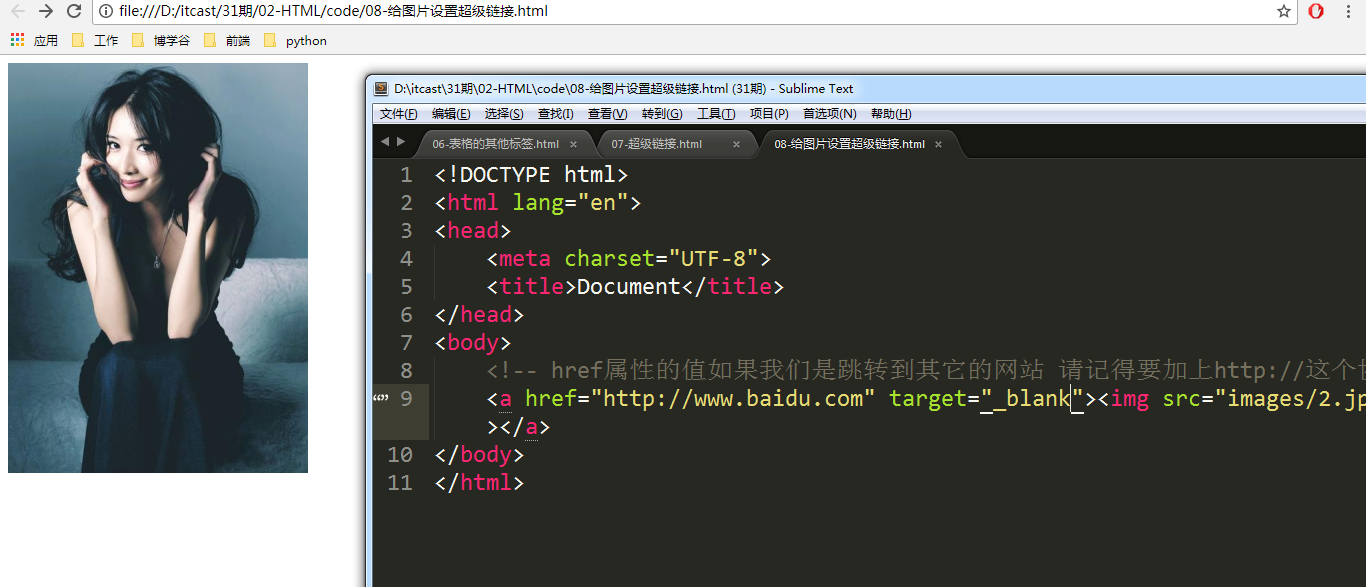 file:///D:/itcast/31期/02-HTML/code/08-给图片设置超级链接.html
应用 工作 博学谷 前端 python
D:\itcast\31期\02-HTML\code\08-给图片设置超级链接.html (31期) - Sublime Text
文件(F) 编辑(E) 选择(S) 查找(I) 查看(V) 转到(G) 工具(T) 项目(P) 首选项(N) 帮助(H)
06-表格的其他标签.html × 07-超级链接.html × 08-给图片设置超级链接.html ×
1 <!DOCTYPE html>
2 <html lang="en">
3 <head>
4 <meta charset="UTF-8">
5 <title>Document</title>
6 </head>
7 <body>
8 <!-- href属性的值如果我们是跳转到其它的网站 请记得要加上http://这个
9 <a href="http://www.baidu.com" target="_blank"><img src="images/2.jp
></a>
10 </body>
11 </html>